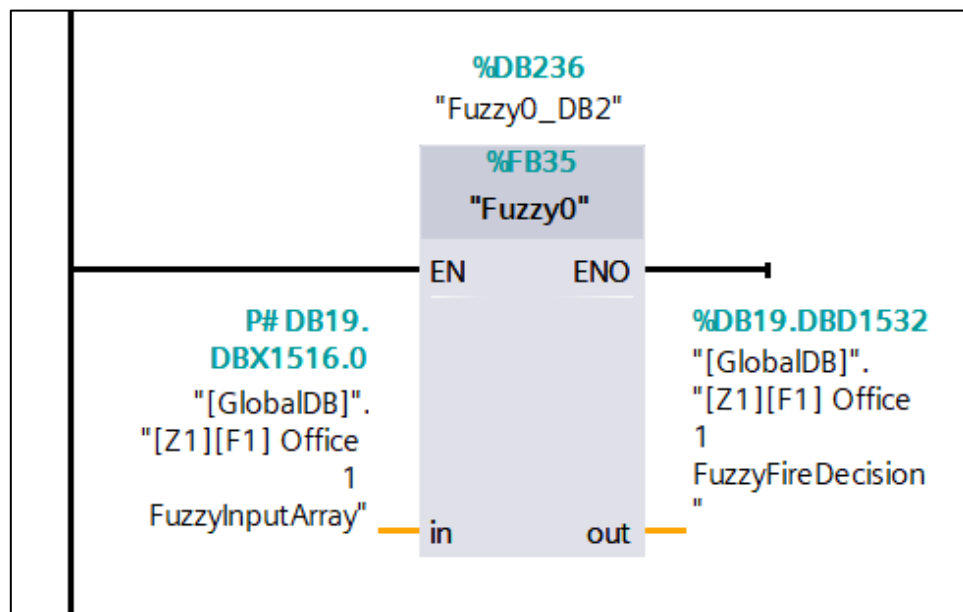 %DB236
"Fuzzy0_DB2"
%FB35
"Fuzzy0"
EN ENO
P# DB19.
DBX1516.0
"[GlobalDB]".
"[Z1][F1] Office
1
FuzzyInputArray"
in
%DB19.DBD1532
"[GlobalDB]".
"[Z1][F1] Office
1
FuzzyFireDecision
"
out